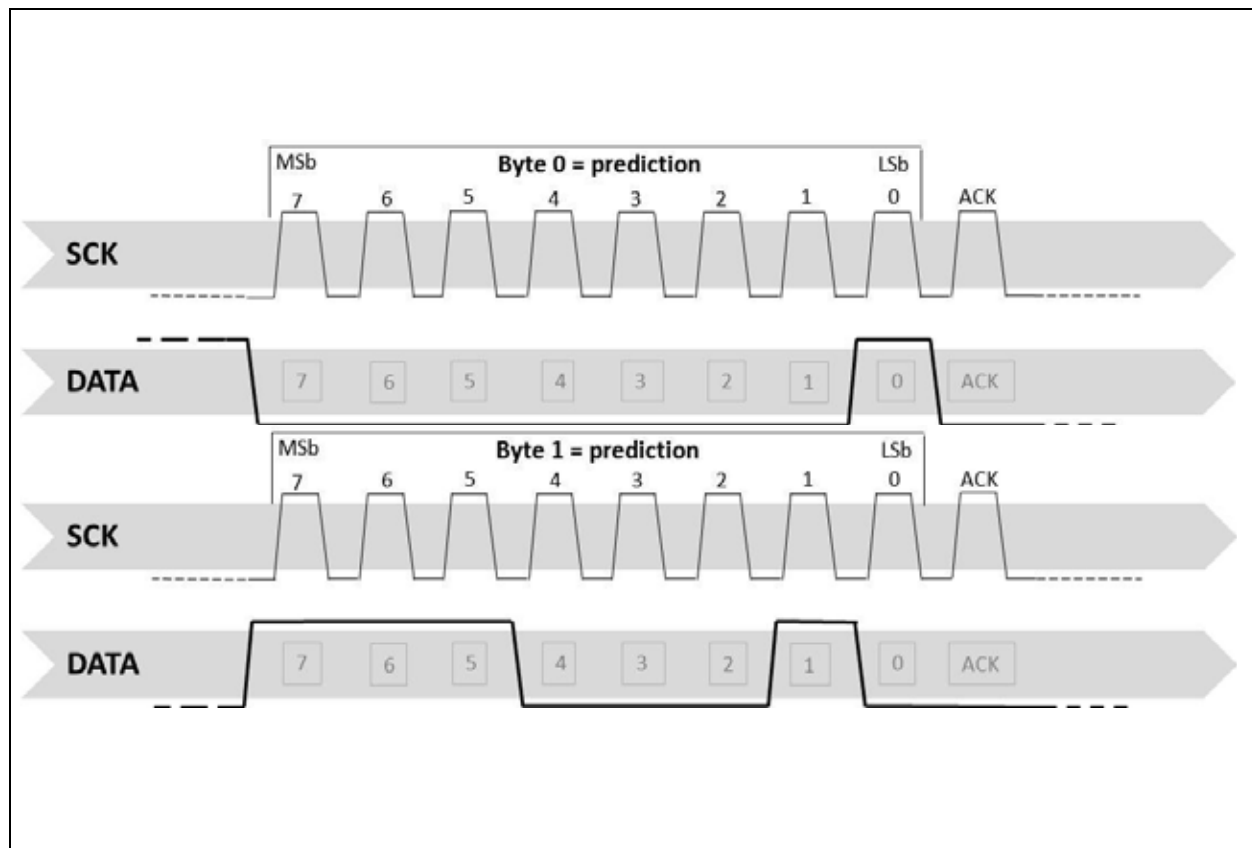 MSb Byte 0 = prediction LSb
7 6 5 4 3 2 1 0 ACK
SCK
DATA 7 6 5 4 3 2 1 0 ACK
MSb Byte 1 = prediction LSb
7 6 5 4 3 2 1 0 ACK
SCK
DATA 7 6 5 4 3 2 1 0 ACK